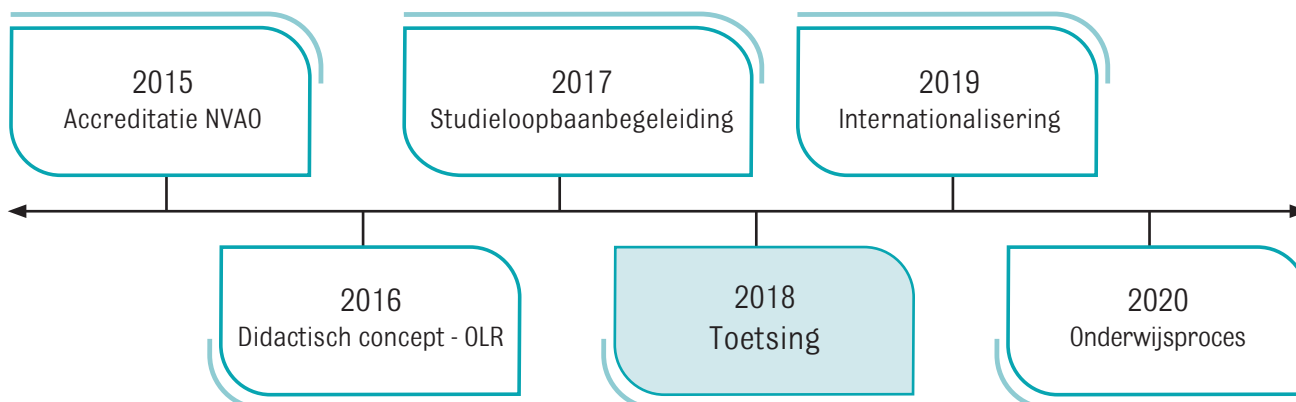 2015
Accreditatie NVAO
2017
Studieloopbaanbegeleiding
2019
Internationalisering
2016
Didactisch concept - OLR
2018
Toetsing
2020
Onderwijsproces